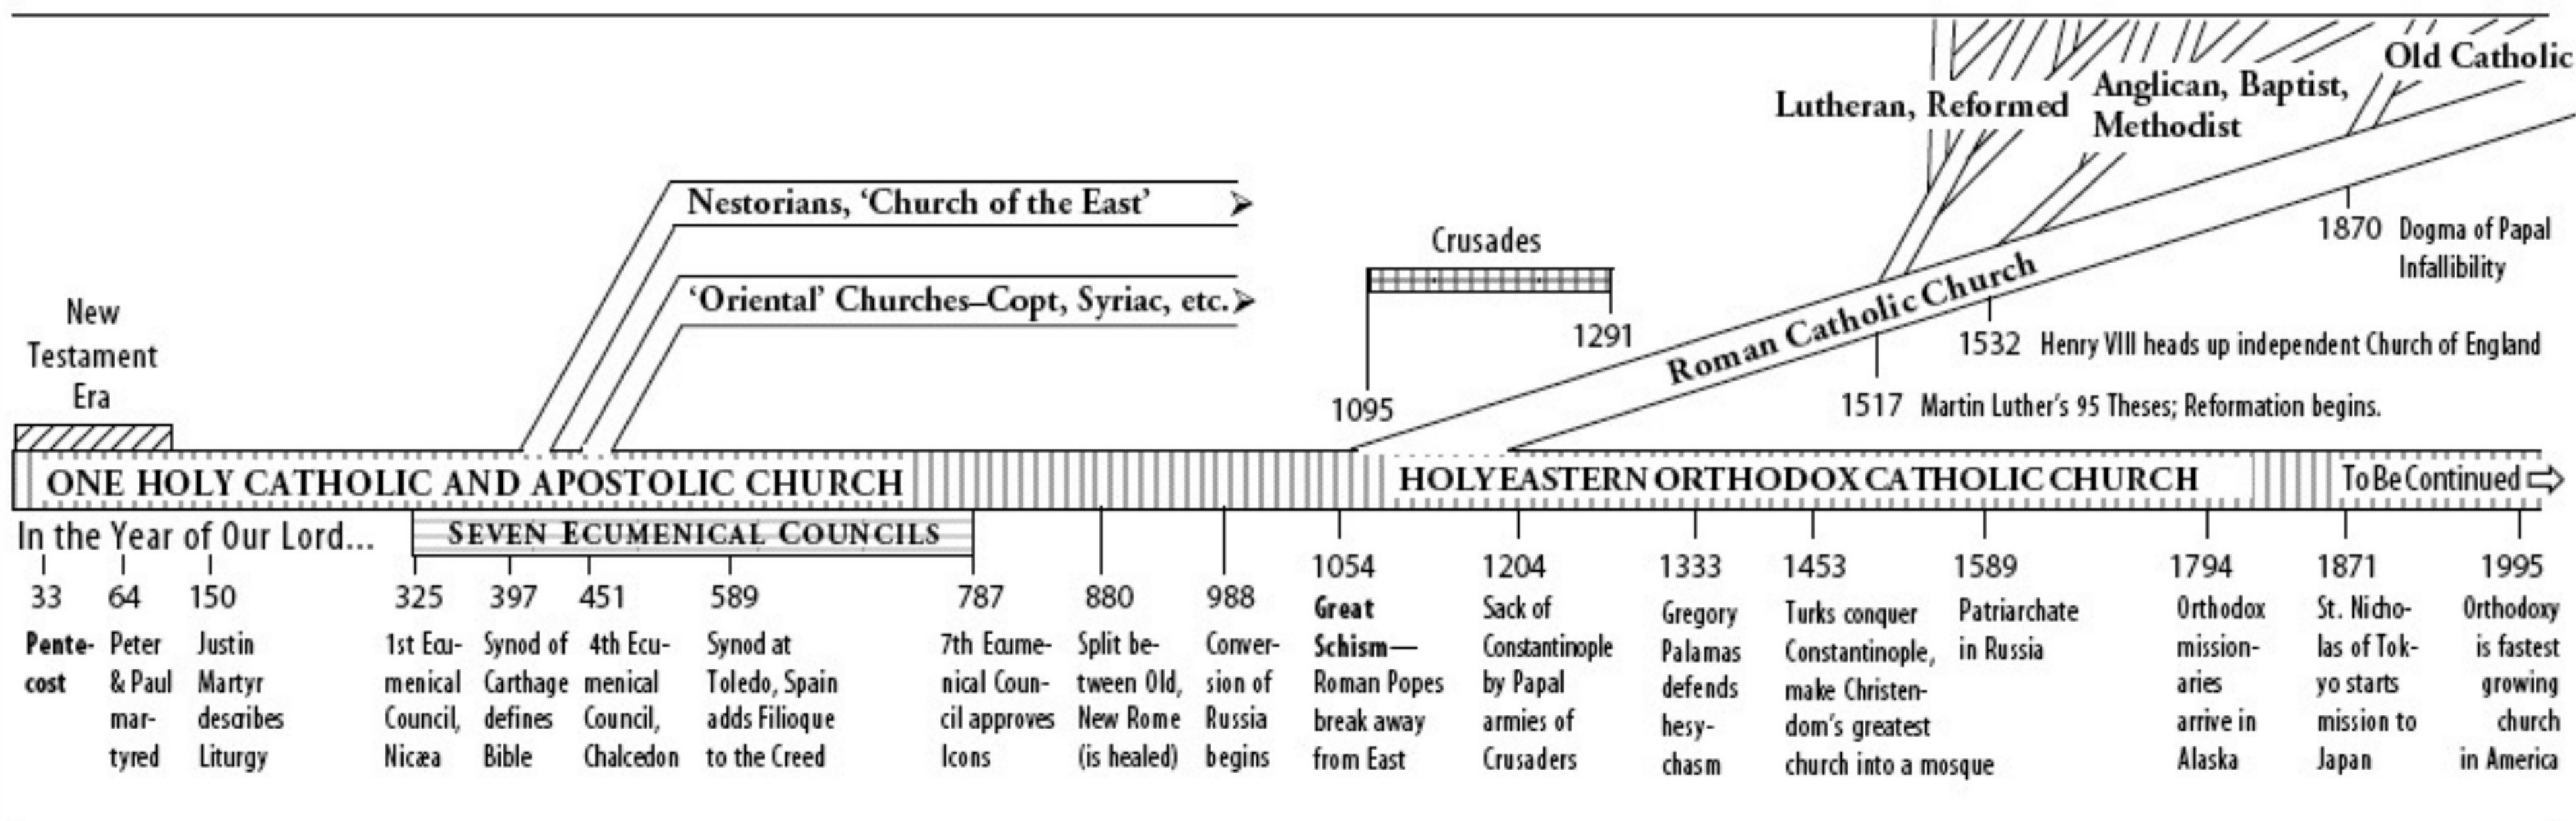 Old Catholic
Lutheran, Reformed
Anglican, Baptist,
Methodist
Nestorians, ‘Church of the East’
‘Oriental’ Churches–Copt, Syriac, etc.
Crusades
1095
1291
Roman Catholic Church
1870 Dogma of Papal
Infallibility
1532 Henry VIII heads up independent Church of England
1517 Martin Luther's 95 Theses; Reformation begins.
New
Testament
Era
ONE HOLY CATHOLIC AND APOSTOLIC CHURCH
HOLY EASTERN ORTHODOX CATHOLIC CHURCH
To Be Continued
In the Year of Our Lord...
SEVEN ECUMENICAL COUNCILS
33
Pente-
cost
64
Peter
& Paul
mar-
tyred
150
Justin
Martyr
describes
Liturgy
325
1st Ecu-
menical
Council,
Nicæa
397
Synod of
Carthage
defines
Bible
451
4th Ecu-
menical
Council,
Chalcedon
589
Synod at
Toledo, Spain
adds Filioque
to the Creed
787
7th Ecume-
nical Coun-
cil approves
Icons
880
Split be-
tween Old,
New Rome
(is healed)
988
Conver-
sion of
Russia
begins
1054
Great
Schism—
Roman Popes
break away
from East
1204
Sack of
Constantinople
by Papal
armies of
Crusaders
1333
Gregory
Palamas
defends
hesy-
chasm
1453
Turks conquer
Constantinople,
make Christen-
dom's greatest
church into a mosque
1589
Patriarchate
in Russia
1794
Orthodox
mission-
aries
arrive in
Alaska
1871
St. Nicho-
las of Tok-
yo starts
mission to
Japan
1995
Orthodoxy
is fastest
growing
church
in America